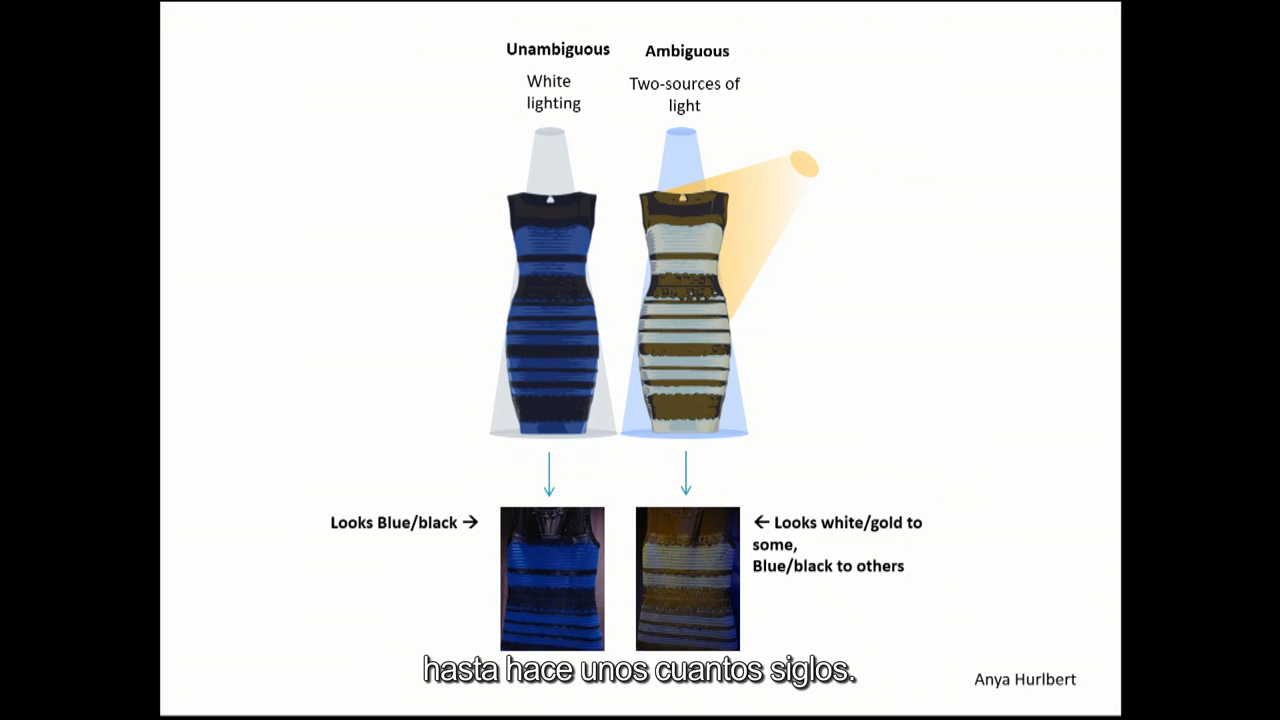 Unambiguous
Ambiguous
White
lighting
Two-sources of
light
Looks Blue/black →
← Looks white/gold to
some,
Blue/black to others
hasta hace unos cuantos siglos.
Anya Hurlbert